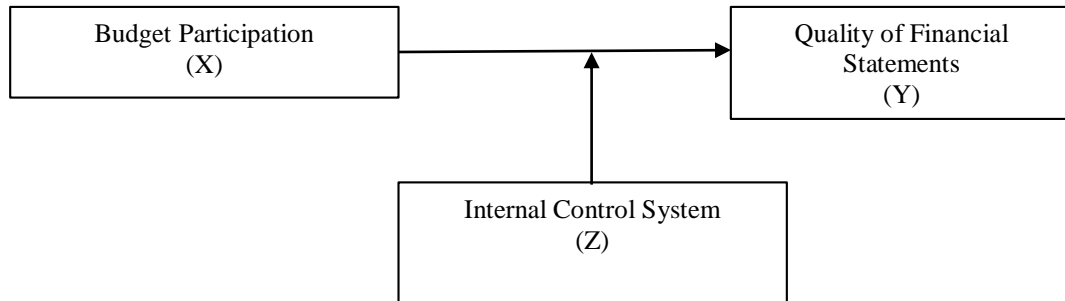 Budget Participation
(X)
Quality of Financial
Statements
(Y)
Internal Control System
(Z)